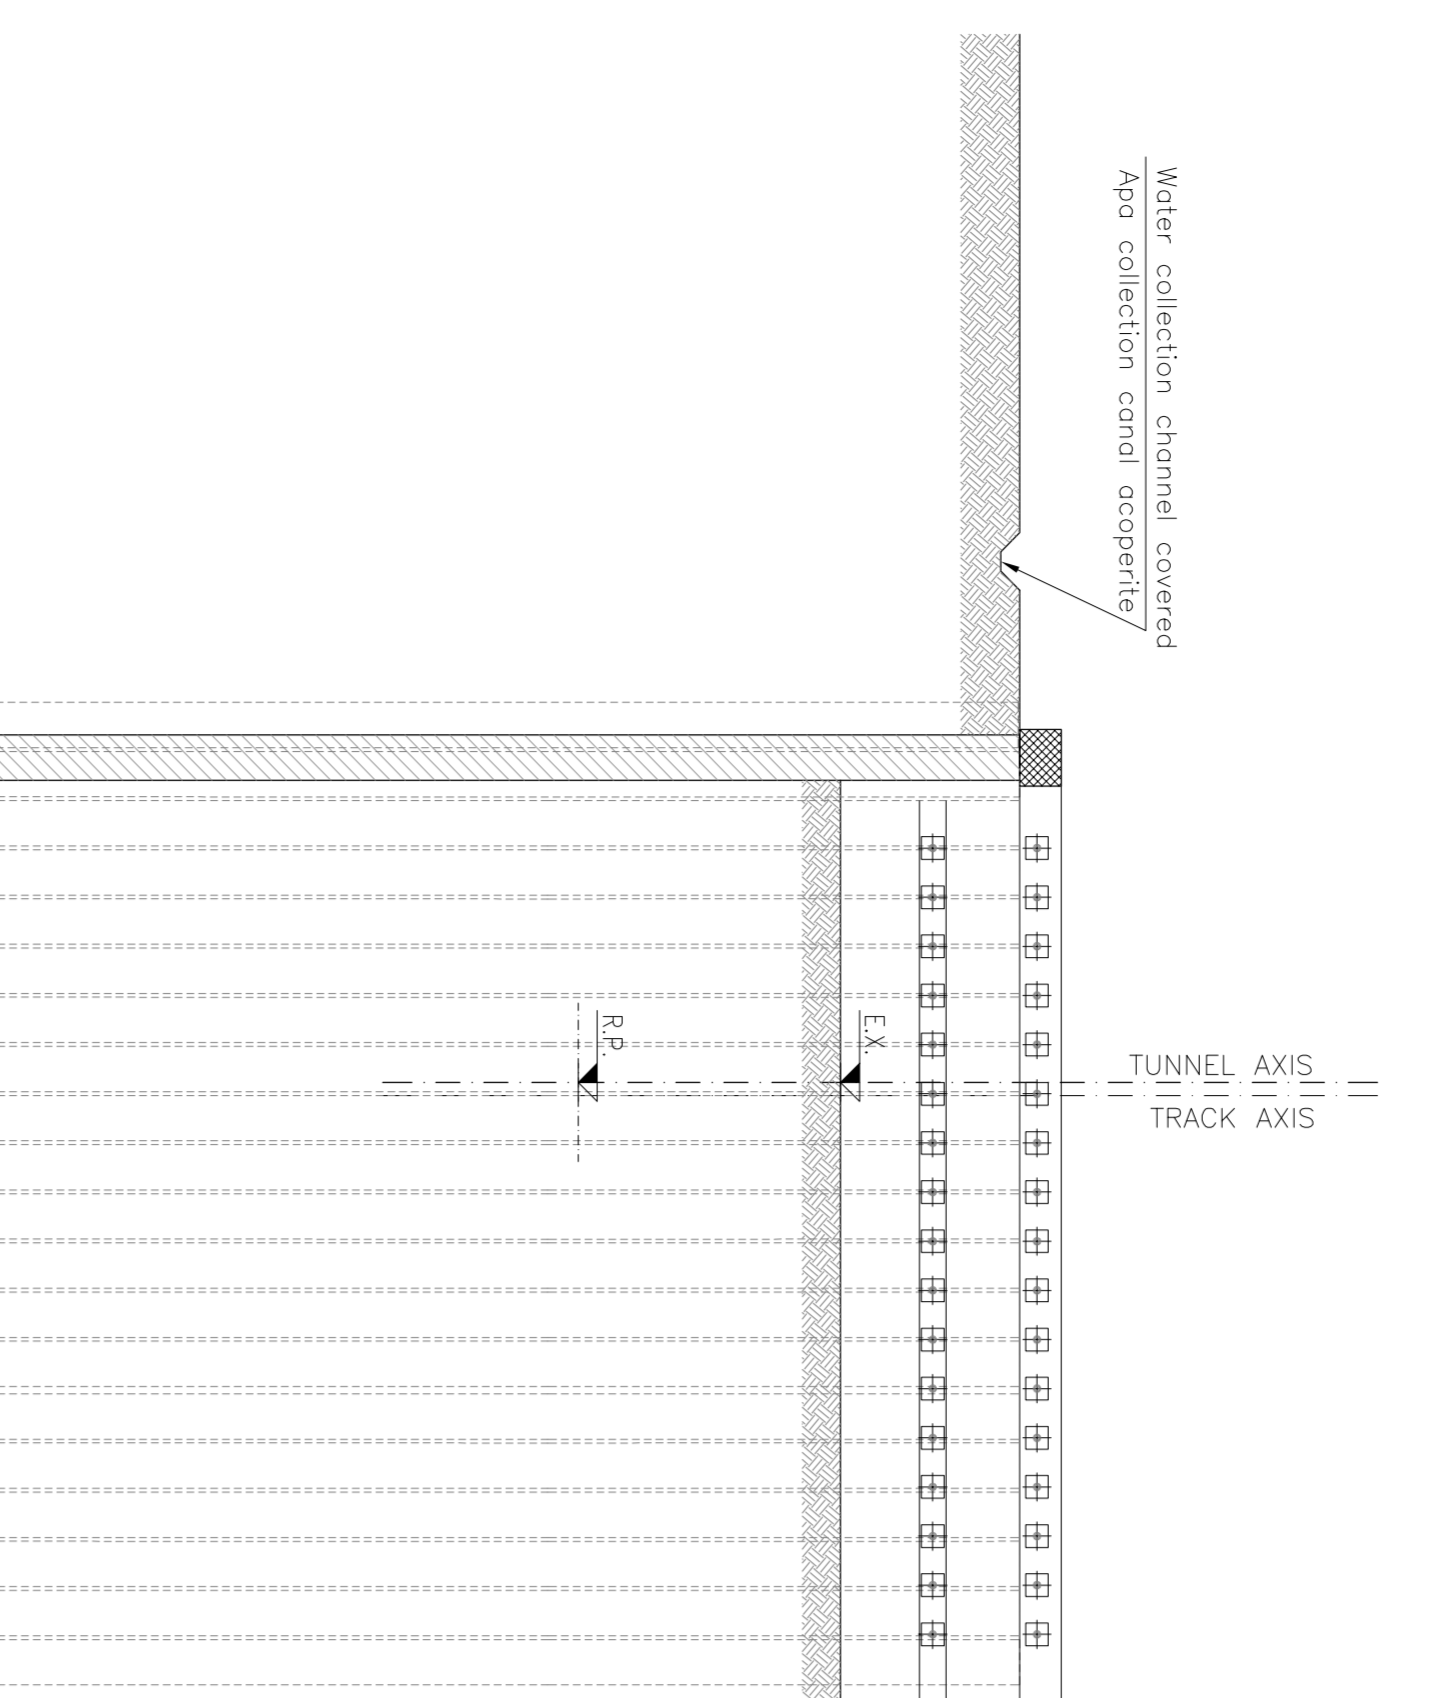 Water collection channel covered
Apa collection canal acoperite
R.P.
E.X.
TUNNEL AXIS
TRACK AXIS